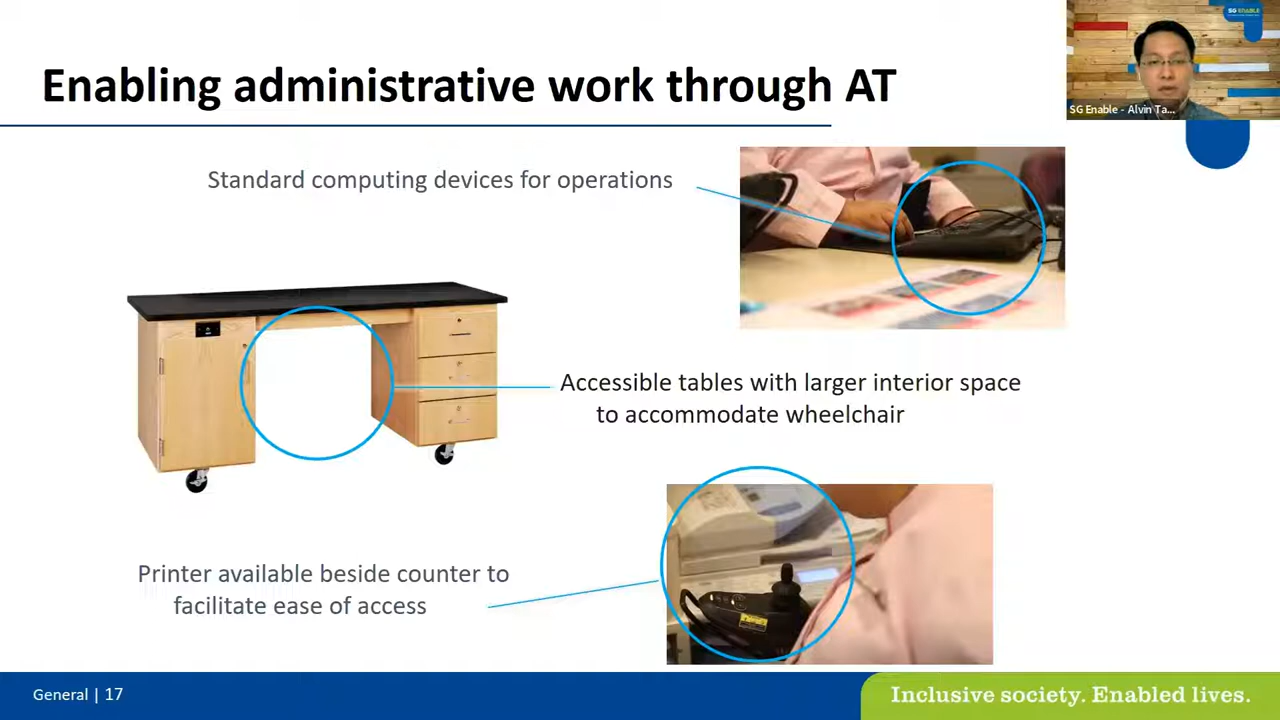 Enabling administrative work through AT
SG ENABLE
SG Enable - Alvin Ta...
Standard computing devices for operations
Accessible tables with larger interior space
to accommodate wheelchair
Printer available beside counter to
facilitate ease of access
General | 17
Inclusive society. Enabled lives.